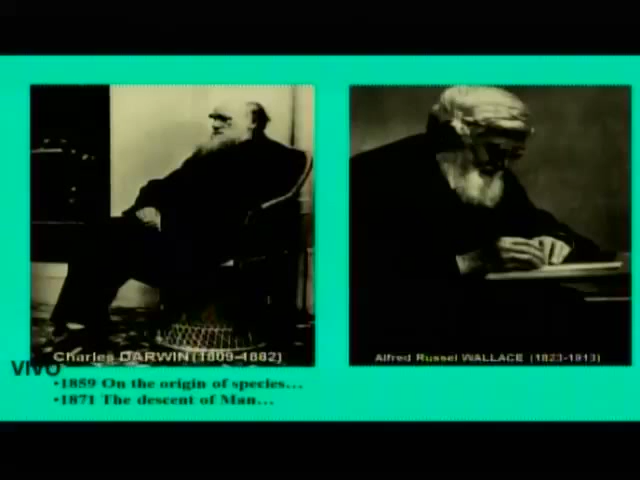 Charles DARWIN (1809-1882)
Alfred Russel WALLACE (1823-1913)
VIVO
•1859 On the origin of species...
•1871 The descent of Man...